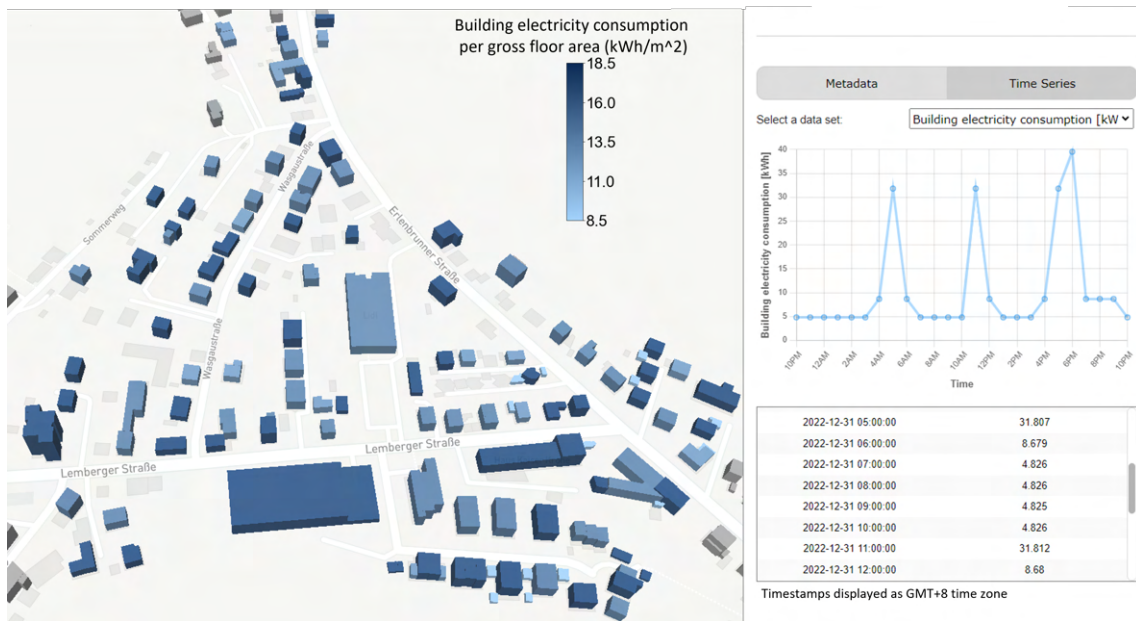 Building electricity consumption
per gross floor area (kWh/m^2)
18.5
16.0
13.5
11.0
8.5
Sommerweg
Wasgaustraße
Erlenbrunner Straße
Wasgaustraße
Lemberger Straße
Lemberger Straße
Metadata
Time Series
Select a data set:
Building electricity consumption [kW
Building electricity consumption [kWh]
40
35
30
25
20
15
10
5
0
10PM
12AM
2AM
4AM
6AM
8AM
10AM
12PM
2PM
4PM
6PM
8PM
10PM
Time
2022-12-31 05:00:00 31.807
2022-12-31 06:00:00 8.679
2022-12-31 07:00:00 4.826
2022-12-31 08:00:00 4.826
2022-12-31 09:00:00 4.825
2022-12-31 10:00:00 4.826
2022-12-31 11:00:00 31.812
2022-12-31 12:00:00 8.68
Timestamps displayed as GMT+8 time zone